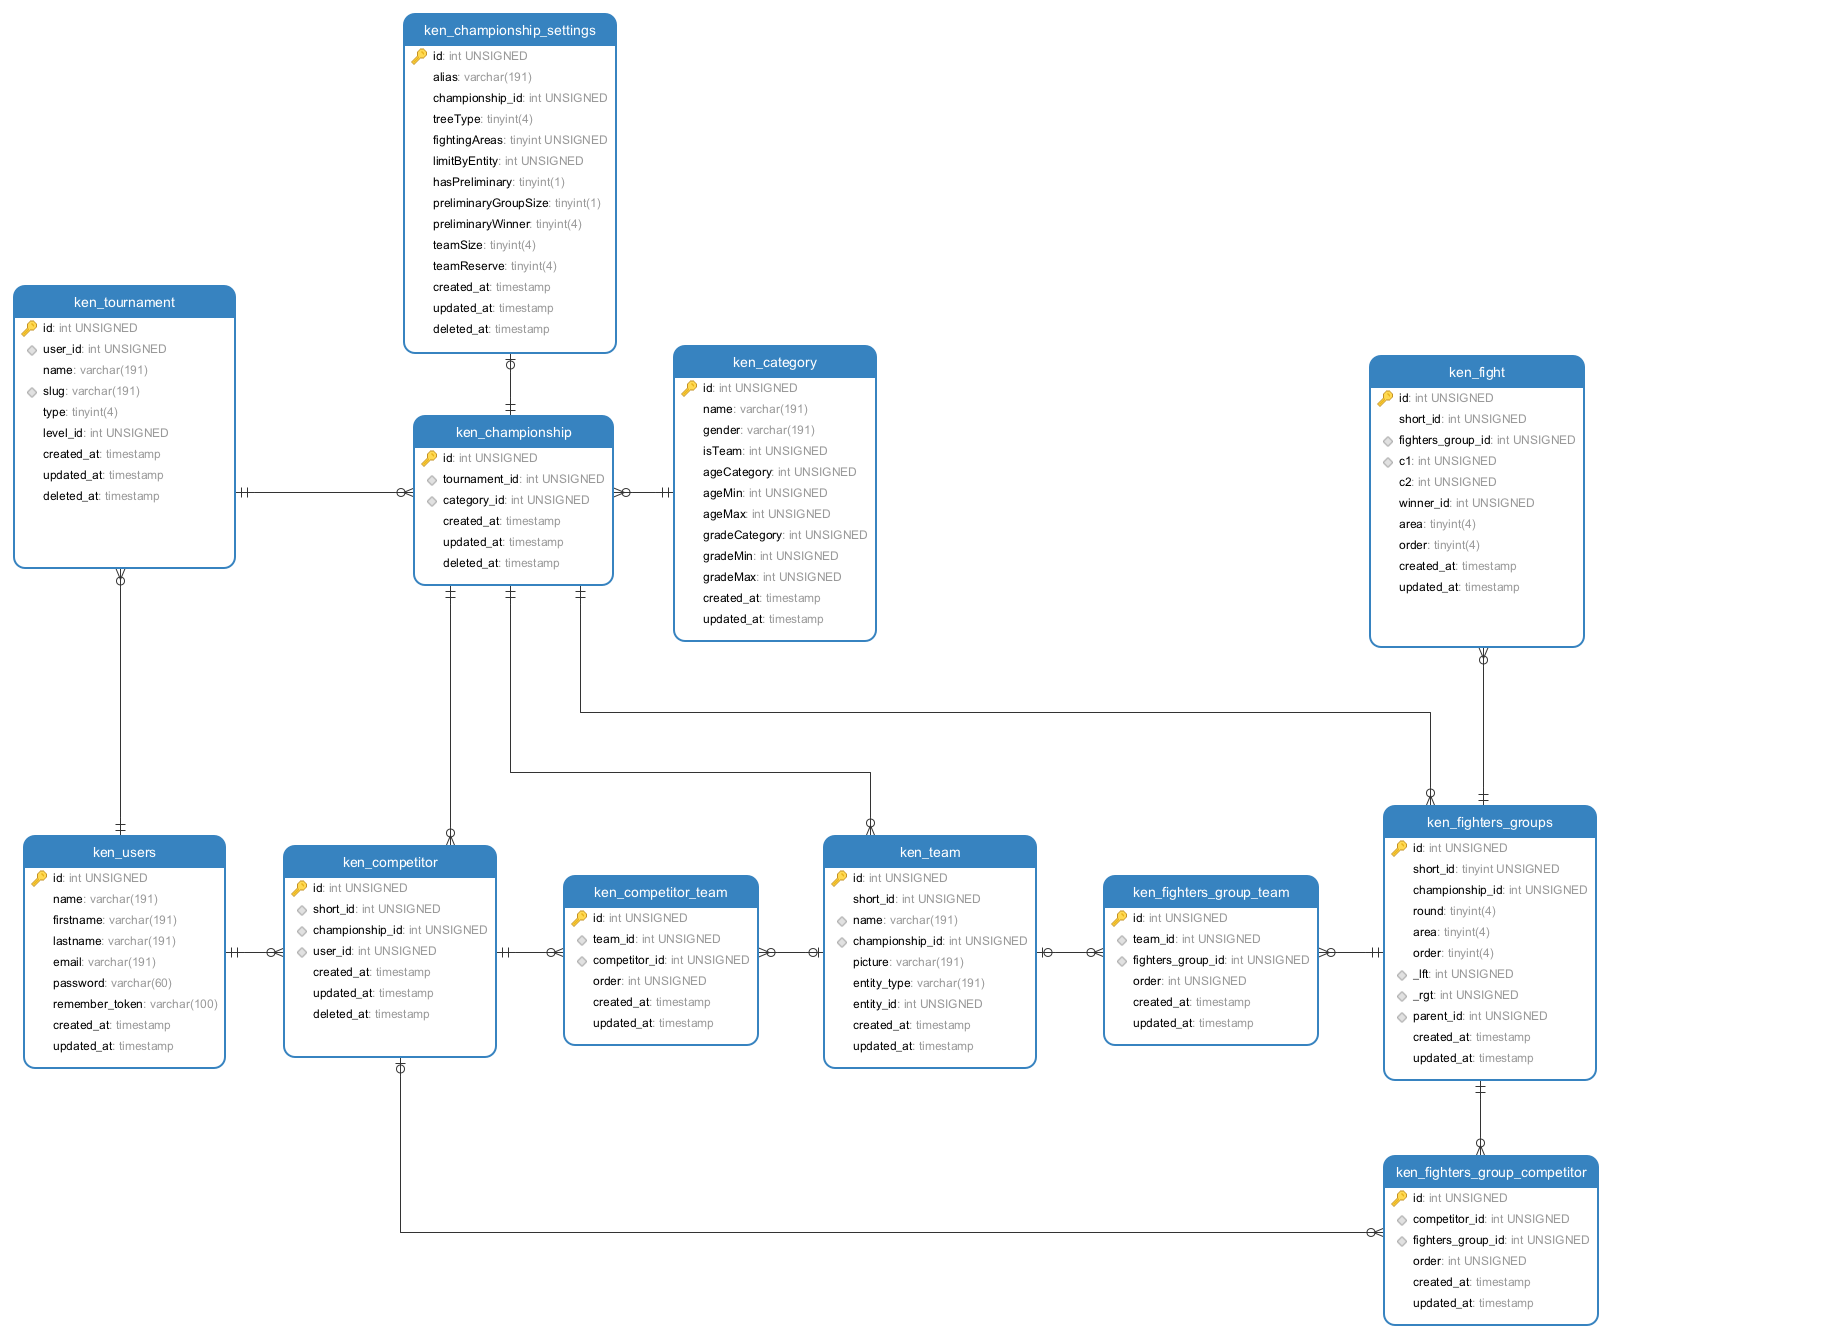 ken_championship_settings
id: int UNSIGNED
alias: varchar(191)
championship_id: int UNSIGNED
treeType: tinyint(4)
fightingAreas: tinyint UNSIGNED
limitByEntity: int UNSIGNED
hasPreliminary: tinyint(1)
preliminaryGroupSize: tinyint(1)
preliminaryWinner: tinyint(4)
teamSize: tinyint(4)
teamReserve: tinyint(4)
created_at: timestamp
updated_at: timestamp
deleted_at: timestamp
ken_tournament
id: int UNSIGNED
user_id: int UNSIGNED
name: varchar(191)
slug: varchar(191)
type: tinyint(4)
level_id: int UNSIGNED
created_at: timestamp
updated_at: timestamp
deleted_at: timestamp
ken_championship
id: int UNSIGNED
tournament_id: int UNSIGNED
category_id: int UNSIGNED
created_at: timestamp
updated_at: timestamp
deleted_at: timestamp
ken_category
id: int UNSIGNED
name: varchar(191)
gender: varchar(191)
isTeam: int UNSIGNED
ageCategory: int UNSIGNED
ageMin: int UNSIGNED
ageMax: int UNSIGNED
gradeCategory: int UNSIGNED
gradeMin: int UNSIGNED
gradeMax: int UNSIGNED
created_at: timestamp
updated_at: timestamp
ken_fight
id: int UNSIGNED
short_id: int UNSIGNED
fighters_group_id: int UNSIGNED
c1: int UNSIGNED
c2: int UNSIGNED
winner_id: int UNSIGNED
area: tinyint(4)
order: tinyint(4)
created_at: timestamp
updated_at: timestamp
ken_users
id: int UNSIGNED
name: varchar(191)
firstname: varchar(191)
lastname: varchar(191)
email: varchar(191)
password: varchar(60)
remember_token: varchar(100)
created_at: timestamp
updated_at: timestamp
ken_competitor
id: int UNSIGNED
short_id: int UNSIGNED
championship_id: int UNSIGNED
user_id: int UNSIGNED
created_at: timestamp
updated_at: timestamp
deleted_at: timestamp
ken_competitor_team
id: int UNSIGNED
team_id: int UNSIGNED
competitor_id: int UNSIGNED
order: int UNSIGNED
created_at: timestamp
updated_at: timestamp
ken_team
id: int UNSIGNED
short_id: int UNSIGNED
name: varchar(191)
championship_id: int UNSIGNED
picture: varchar(191)
entity_type: varchar(191)
entity_id: int UNSIGNED
created_at: timestamp
updated_at: timestamp
ken_fighters_group_team
id: int UNSIGNED
team_id: int UNSIGNED
fighters_group_id: int UNSIGNED
order: int UNSIGNED
created_at: timestamp
updated_at: timestamp
ken_fighters_groups
id: int UNSIGNED
short_id: tinyint UNSIGNED
championship_id: int UNSIGNED
round: tinyint(4)
area: tinyint(4)
order: tinyint(4)
_lft: int UNSIGNED
_rgt: int UNSIGNED
parent_id: int UNSIGNED
created_at: timestamp
updated_at: timestamp
ken_fighters_group_competitor
id: int UNSIGNED
competitor_id: int UNSIGNED
fighters_group_id: int UNSIGNED
order: int UNSIGNED
created_at: timestamp
updated_at: timestamp